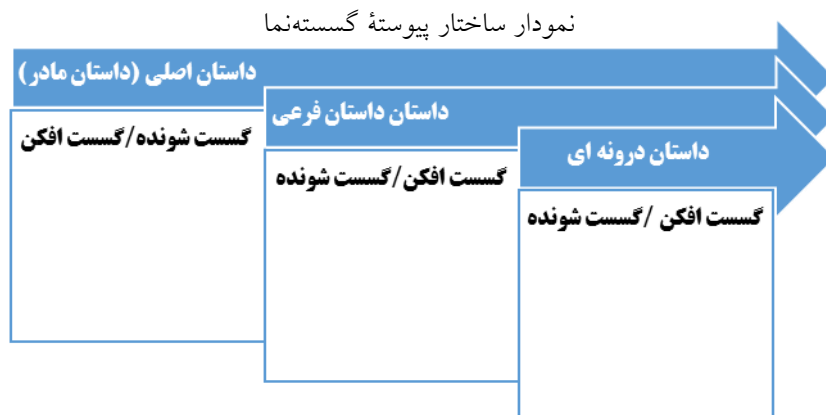 نمودار ساختار پیوستهٔ گسسته‌نما
داستان اصلی (داستان مادر)
گسست شونده/گسست افکن
داستان داستان فرعی
گسست افکن/گسست شونده
داستان درونه ای
گسست افکن /گسست شونده